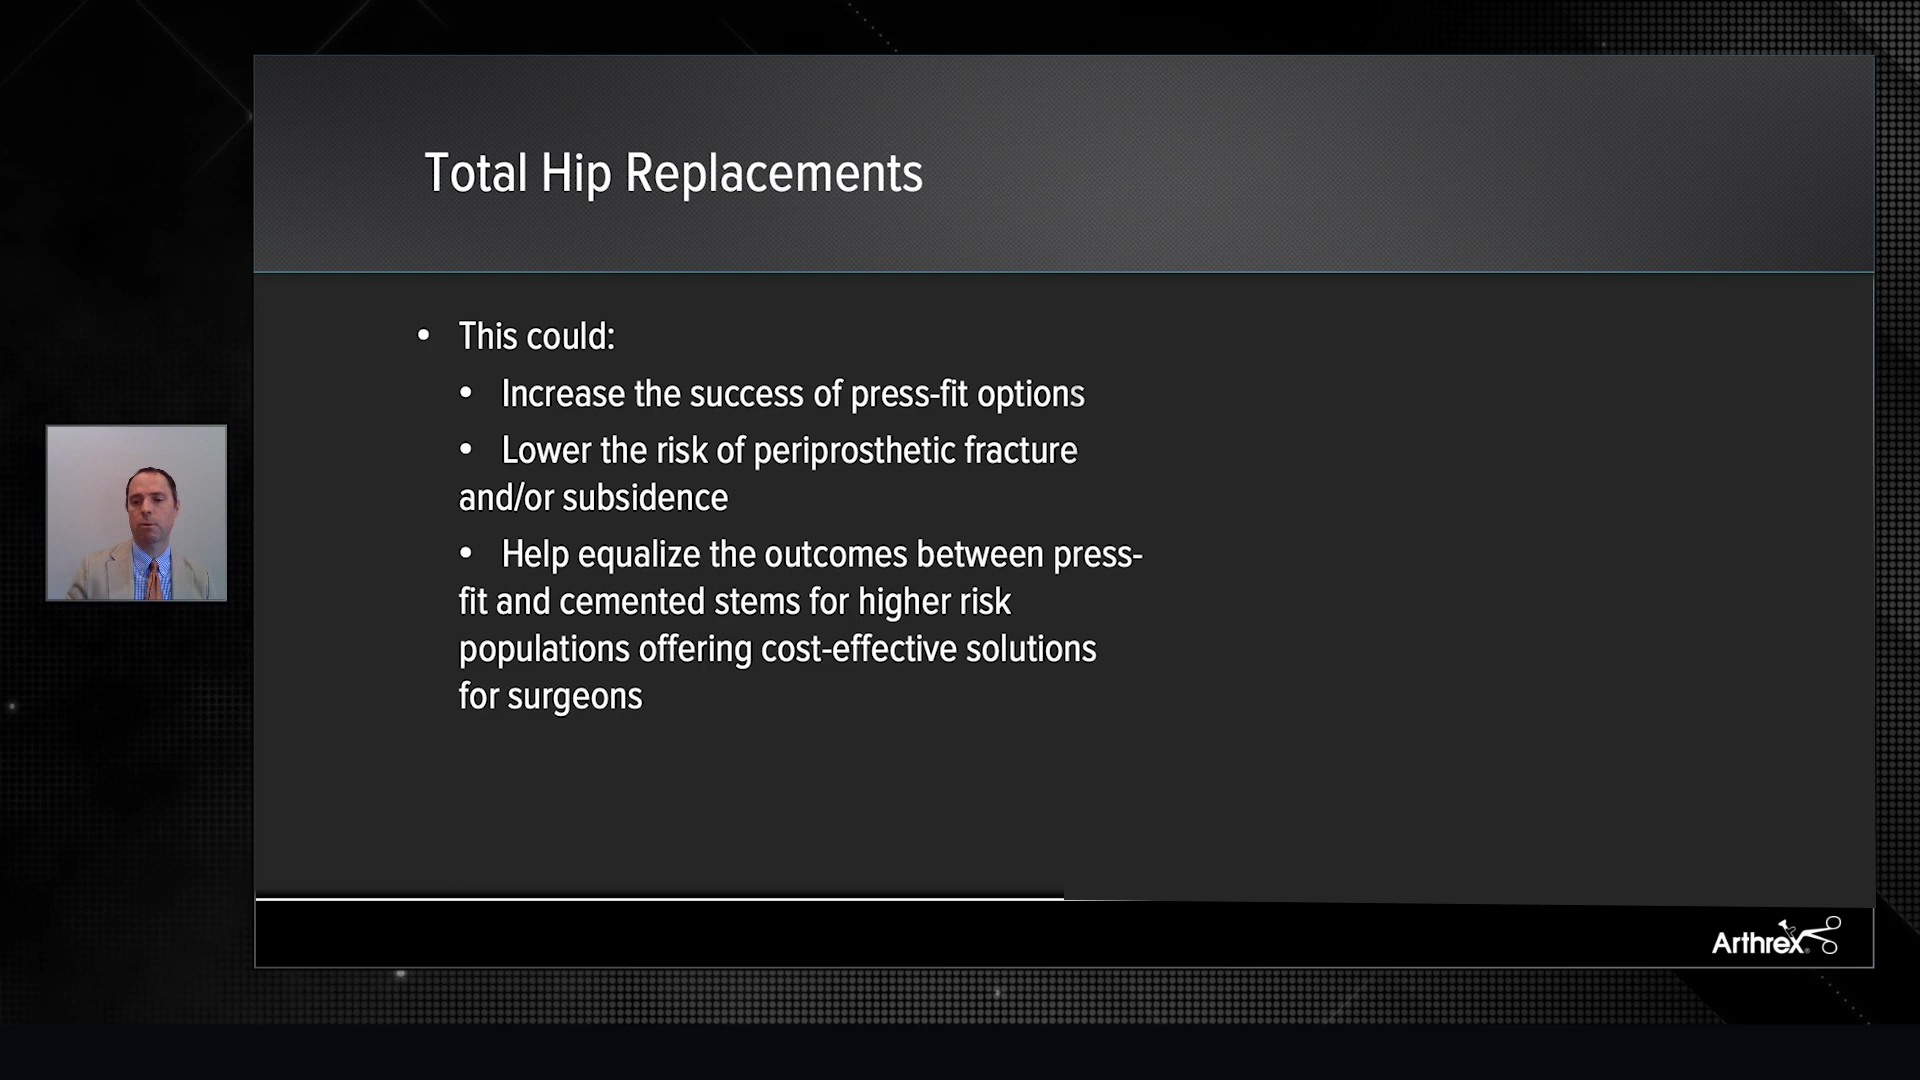 Total Hip Replacements
• This could:
• Increase the success of press-fit options
• Lower the risk of periprosthetic fracture
and/or subsidence
• Help equalize the outcomes between press-
fit and cemented stems for higher risk
populations offering cost-effective solutions
for surgeons
Arthrex®